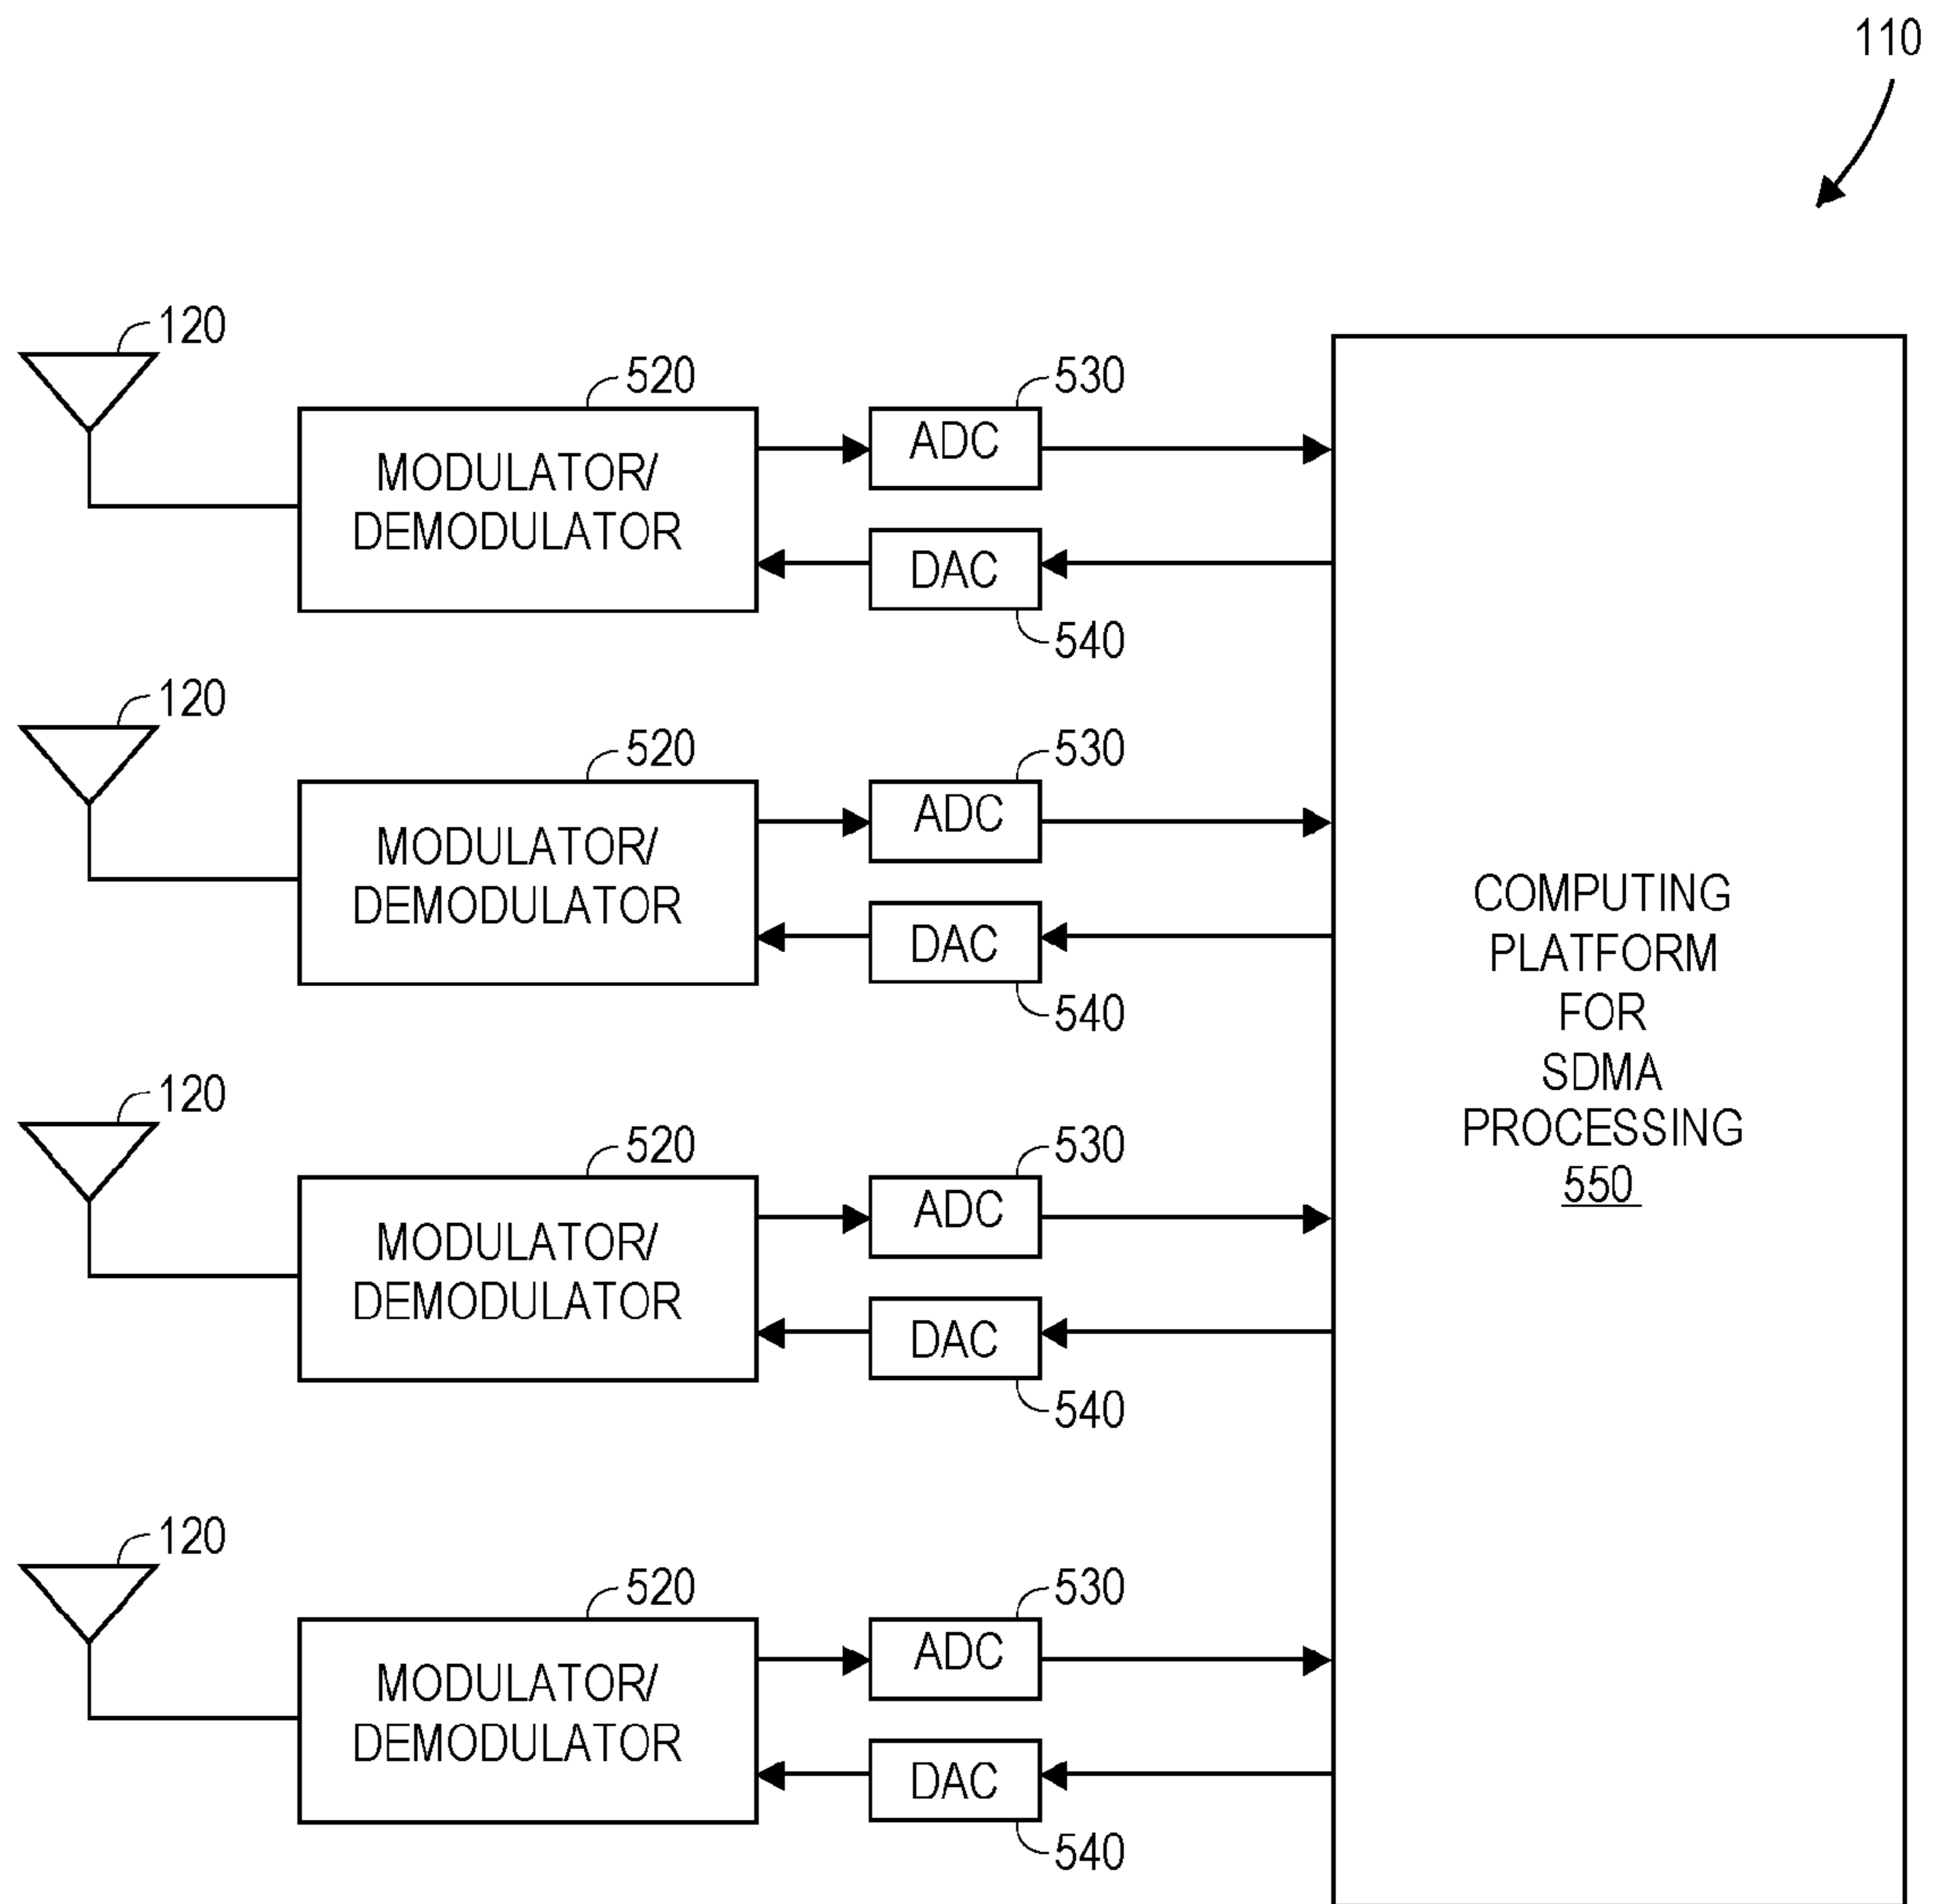 110
120
520
530
MODULATOR/
DEMODULATOR
ADC
DAC
540
120
520
530
MODULATOR/
DEMODULATOR
ADC
DAC
540
COMPUTING
PLATFORM
FOR
SDMA
PROCESSING
550
120
520
530
MODULATOR/
DEMODULATOR
ADC
DAC
540
120
520
530
MODULATOR/
DEMODULATOR
ADC
DAC
540